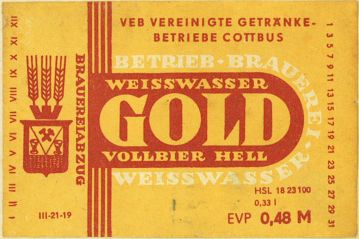 VEB VEREINIGTE GETRÄNKE-
BETRIEBE COTTBUS
BETRIEB • BRAUEREI •
WEISSWASSER
GOLD
VOLLBIER HELL
WEISSWASSER
BRAUEREIABZUG
I II III IV V VI VII VIII IX X XI XII
1 3 5 7 9 11 13 15 17 19 21 23 25 27 29 31
HSL 18 23 100
0,33 l
EVP 0,48 M
III-21-19